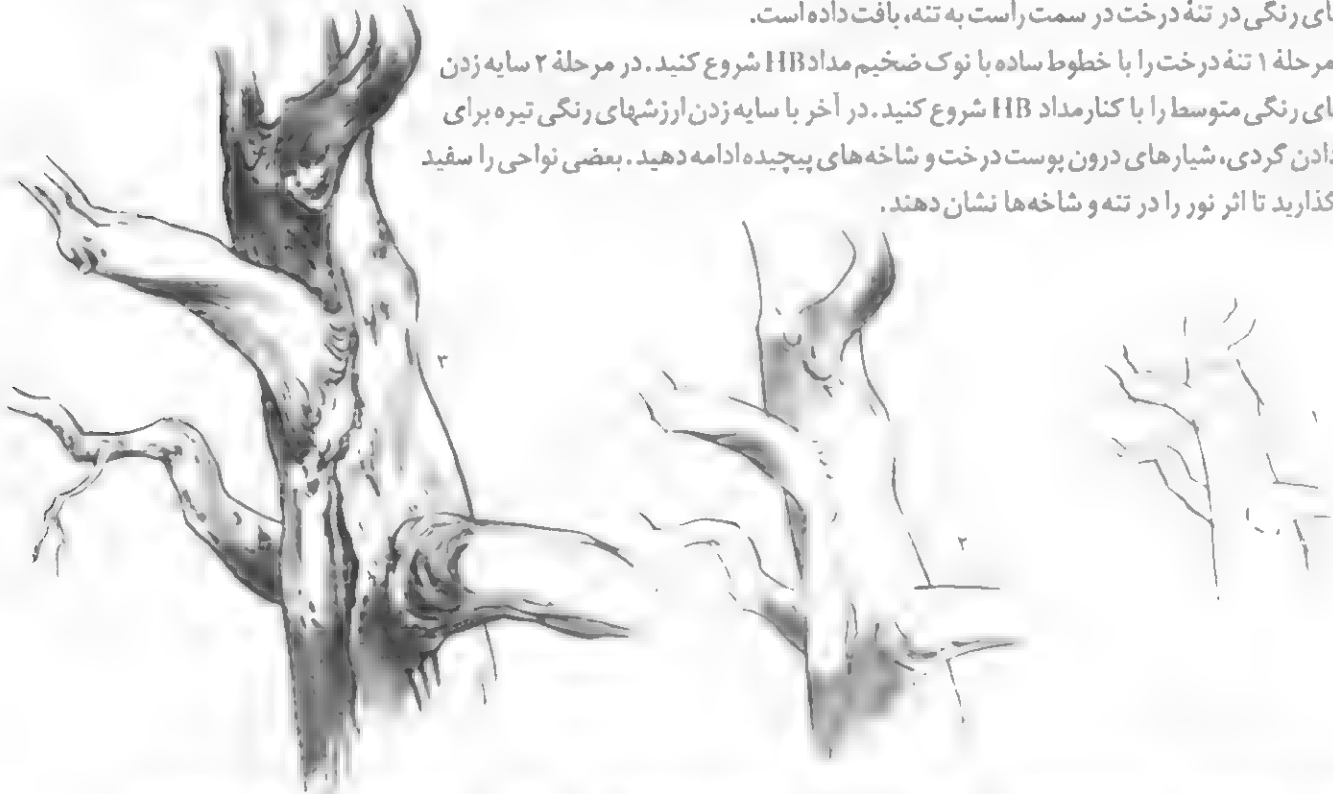 ای رنگی در تنهٔ درخت در سمت راست به تنه، بافت داده است.
مرحلهٔ ۱ تنهٔ درخت را با خطوط ساده با نوک ضخیم مداد HB شروع کنید. در مرحلهٔ ۲ سایه زدن
ای رنگی متوسط را با کنار مداد HB شروع کنید. در آخر با سایه زدن ارزشهای رنگی تیره برای
دادن گردی، شیارهای درون پوست درخت و شاخه‌های پیچیده ادامه دهید. بعضی نواحی را سفید
گذارید تا اثر نور را در تنه و شاخه‌ها نشان دهند.
۳
۲